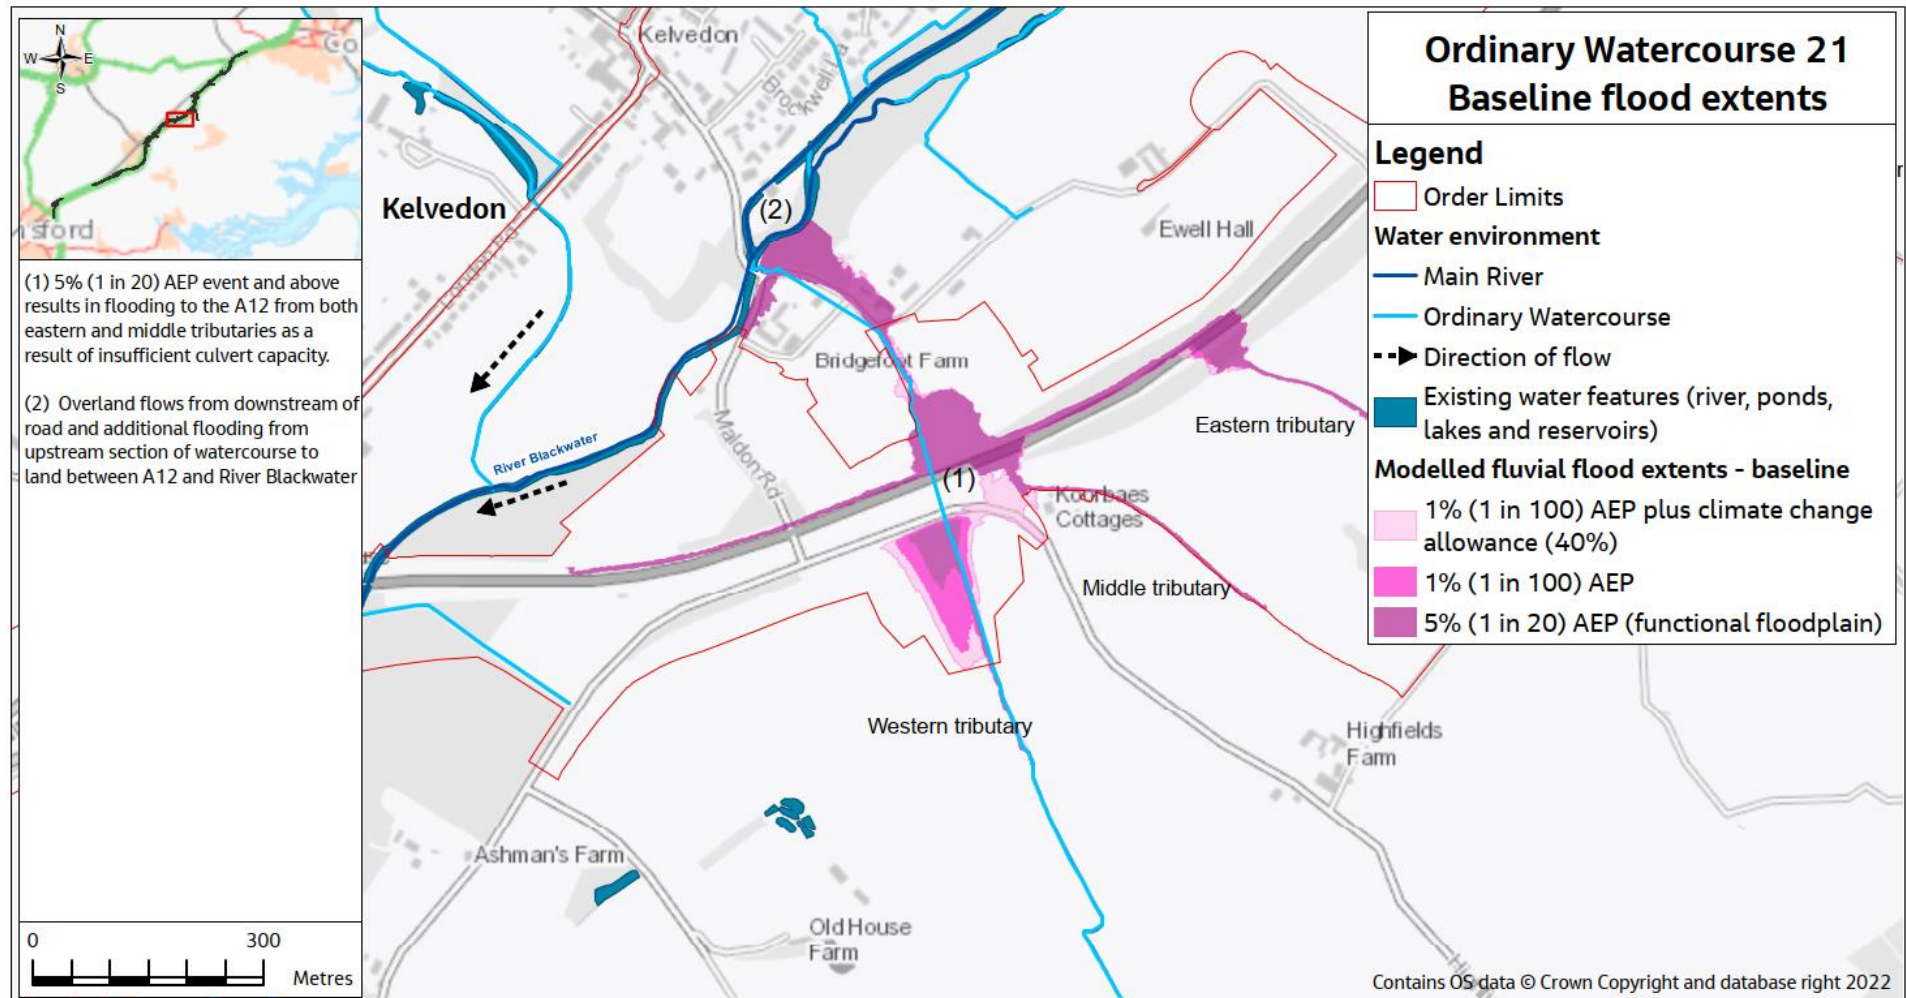 N
W
E
S
Co
sford
(1) 5% (1 in 20) AEP event and above
results in flooding to the A12 from both
eastern and middle tributaries as a
result of insufficient culvert capacity.
(2) Overland flows from downstream of
road and additional flooding from
upstream section of watercourse to
land between A12 and River Blackwater
0 300
Metres
Kelvedon
Brockwell La
Kelvedon
(2)
Ewell Hall
Bridgefoot Farm
Eastern tributary
Maldon Rd
River Blackwater
(1)
Koorbaes
Cottages
Middle tributary
Western tributary
Highfields
Farm
Ashman's Farm
Old House
Farm
Ordinary Watercourse 21
Baseline flood extents
Legend
Order Limits
Water environment
Main River
Ordinary Watercourse
Direction of flow
Existing water features (river, ponds,
lakes and reservoirs)
Modelled fluvial flood extents - baseline
1% (1 in 100) AEP plus climate change
allowance (40%)
1% (1 in 100) AEP
5% (1 in 20) AEP (functional floodplain)
Contains OS data © Crown Copyright and database right 2022